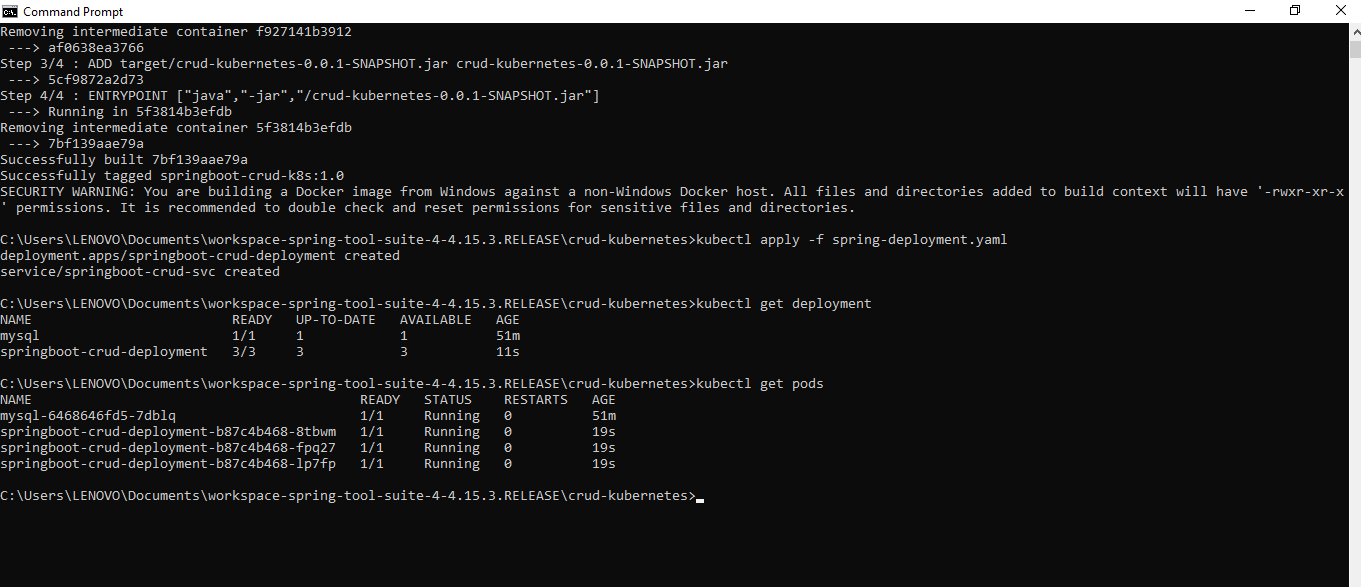 Command Prompt
Removing intermediate container f927141b3912
 ---> af0638ea3766
Step 3/4 : ADD target/crud-kubernetes-0.0.1-SNAPSHOT.jar crud-kubernetes-0.0.1-SNAPSHOT.jar
 ---> 5cf9872a2d73
Step 4/4 : ENTRYPOINT ["java","-jar","/crud-kubernetes-0.0.1-SNAPSHOT.jar"]
 ---> Running in 5f3814b3efdb
Removing intermediate container 5f3814b3efdb
 ---> 7bf139aae79a
Successfully built 7bf139aae79a
Successfully tagged springboot-crud-k8s:1.0
SECURITY WARNING: You are building a Docker image from Windows against a non-Windows Docker host. All files and directories added to build context will have '-rwxr-xr-x
' permissions. It is recommended to double check and reset permissions for sensitive files and directories.
C:\Users\LENOVO\Documents\workspace-spring-tool-suite-4-4.15.3.RELEASE\crud-kubernetes>kubectl apply -f spring-deployment.yaml
deployment.apps/springboot-crud-deployment created
service/springboot-crud-svc created
C:\Users\LENOVO\Documents\workspace-spring-tool-suite-4-4.15.3.RELEASE\crud-kubernetes>kubectl get deployment
NAME                         READY   UP-TO-DATE   AVAILABLE   AGE
mysql                        1/1     1            1           51m
springboot-crud-deployment   3/3     3            3           11s
C:\Users\LENOVO\Documents\workspace-spring-tool-suite-4-4.15.3.RELEASE\crud-kubernetes>kubectl get pods
NAME                                         READY   STATUS    RESTARTS   AGE
mysql-6468646fd5-7dblq                       1/1     Running   0          51m
springboot-crud-deployment-b87c4b468-8tbwm   1/1     Running   0          19s
springboot-crud-deployment-b87c4b468-fpq27   1/1     Running   0          19s
springboot-crud-deployment-b87c4b468-lp7fp   1/1     Running   0          19s
C:\Users\LENOVO\Documents\workspace-spring-tool-suite-4-4.15.3.RELEASE\crud-kubernetes>